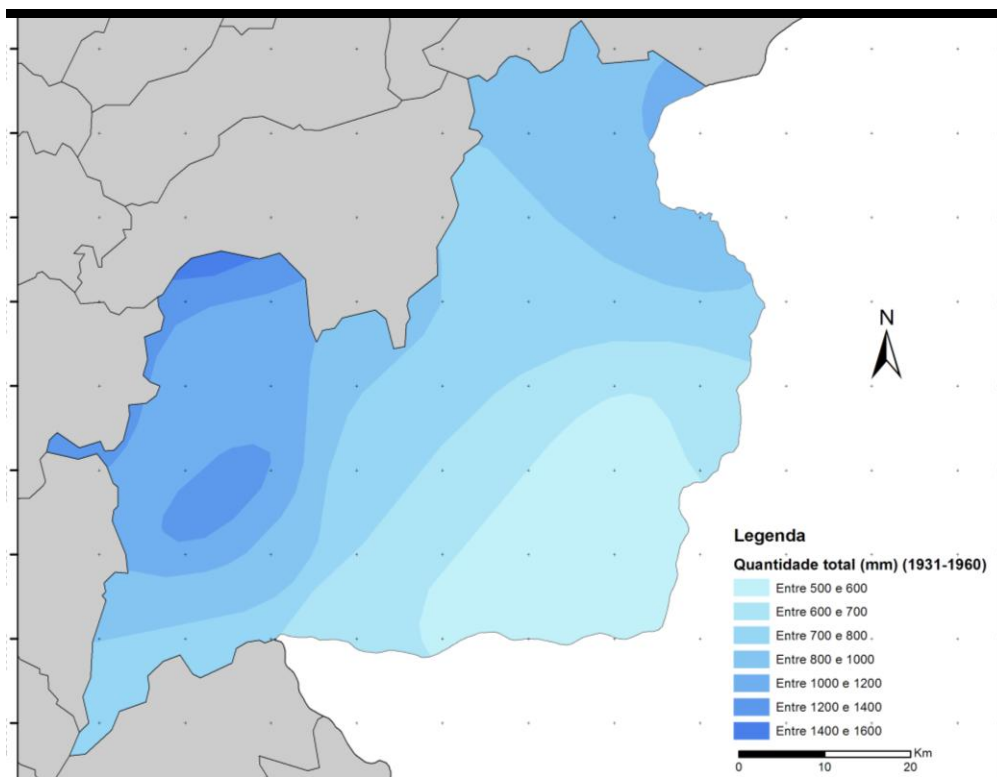 N
Legenda
Quantidade total (mm) (1931-1960)
Entre 500 e 600
Entre 600 e 700
Entre 700 e 800
Entre 800 e 1000
Entre 1000 e 1200
Entre 1200 e 1400
Entre 1400 e 1600
Km
0 10 20